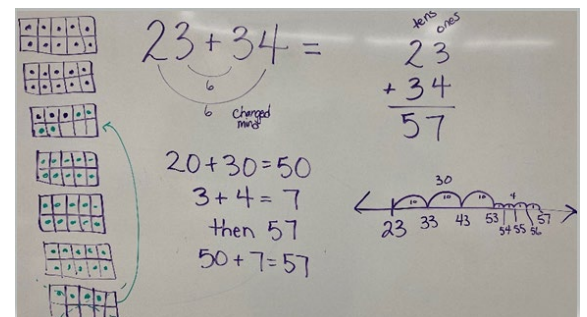 23 + 34 =
6
6 changed
mind
20 + 30 = 50
3 + 4 = 7
then 57
50 + 7 = 57
tens ones
23
+ 34
57
30
10 10 10 4
23 33 43 53 54 55 56 57